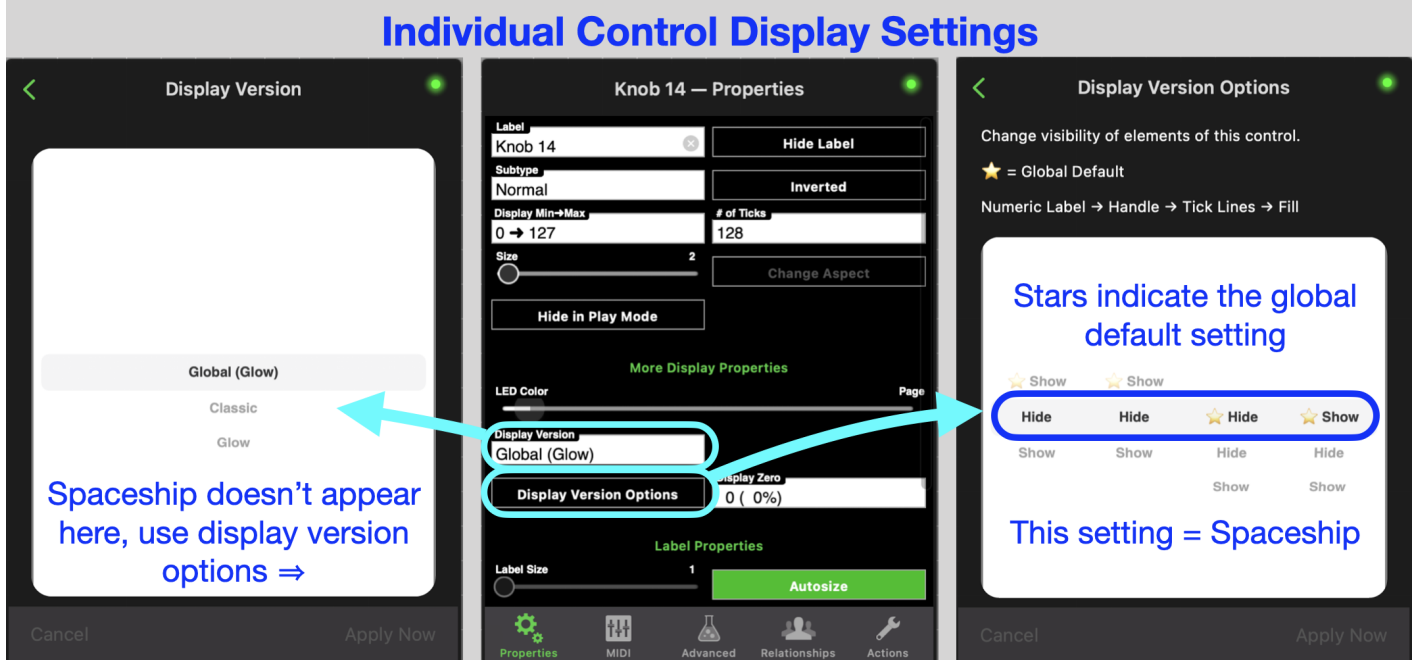 Individual Control Display Settings
Display Version
Global (Glow)
Classic
Glow
Spaceship doesn't appear
here, use display version
options ⇒
Cancel
Apply Now
Knob 14 — Properties
Label
Knob 14
Hide Label
Subtype
Normal
Inverted
Display Min→Max
0 → 127
# of Ticks
128
Size
2
Change Aspect
Hide in Play Mode
More Display Properties
LED Color
Page
Display Version
Global (Glow)
Display Version Options
Display Zero
0 ( 0%)
Label Properties
Label Size
1
Autosize
Properties
MIDI
Advanced
Relationships
Actions
Display Version Options
Change visibility of elements of this control.
⭐ = Global Default
Numeric Label → Handle → Tick Lines → Fill
Stars indicate the global
default setting
⭐ Show ⭐ Show
Hide Hide ⭐ Hide ⭐ Show
Show Show Hide Hide
Show Show
This setting = Spaceship
Cancel
Apply Now